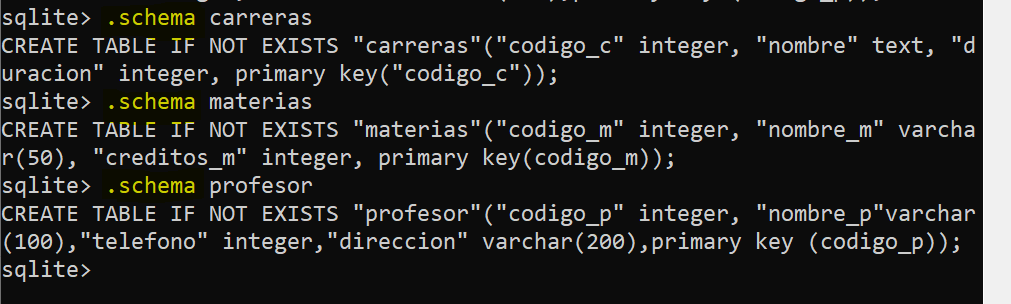 sqlite> .schema carreras
CREATE TABLE IF NOT EXISTS "carreras"("codigo_c" integer, "nombre" text, "d
uracion" integer, primary key("codigo_c"));
sqlite> .schema materias
CREATE TABLE IF NOT EXISTS "materias"("codigo_m" integer, "nombre_m" varcha
r(50), "creditos_m" integer, primary key(codigo_m));
sqlite> .schema profesor
CREATE TABLE IF NOT EXISTS "profesor"("codigo_p" integer, "nombre_p"varchar
(100),"telefono" integer,"direccion" varchar(200),primary key (codigo_p));
sqlite>